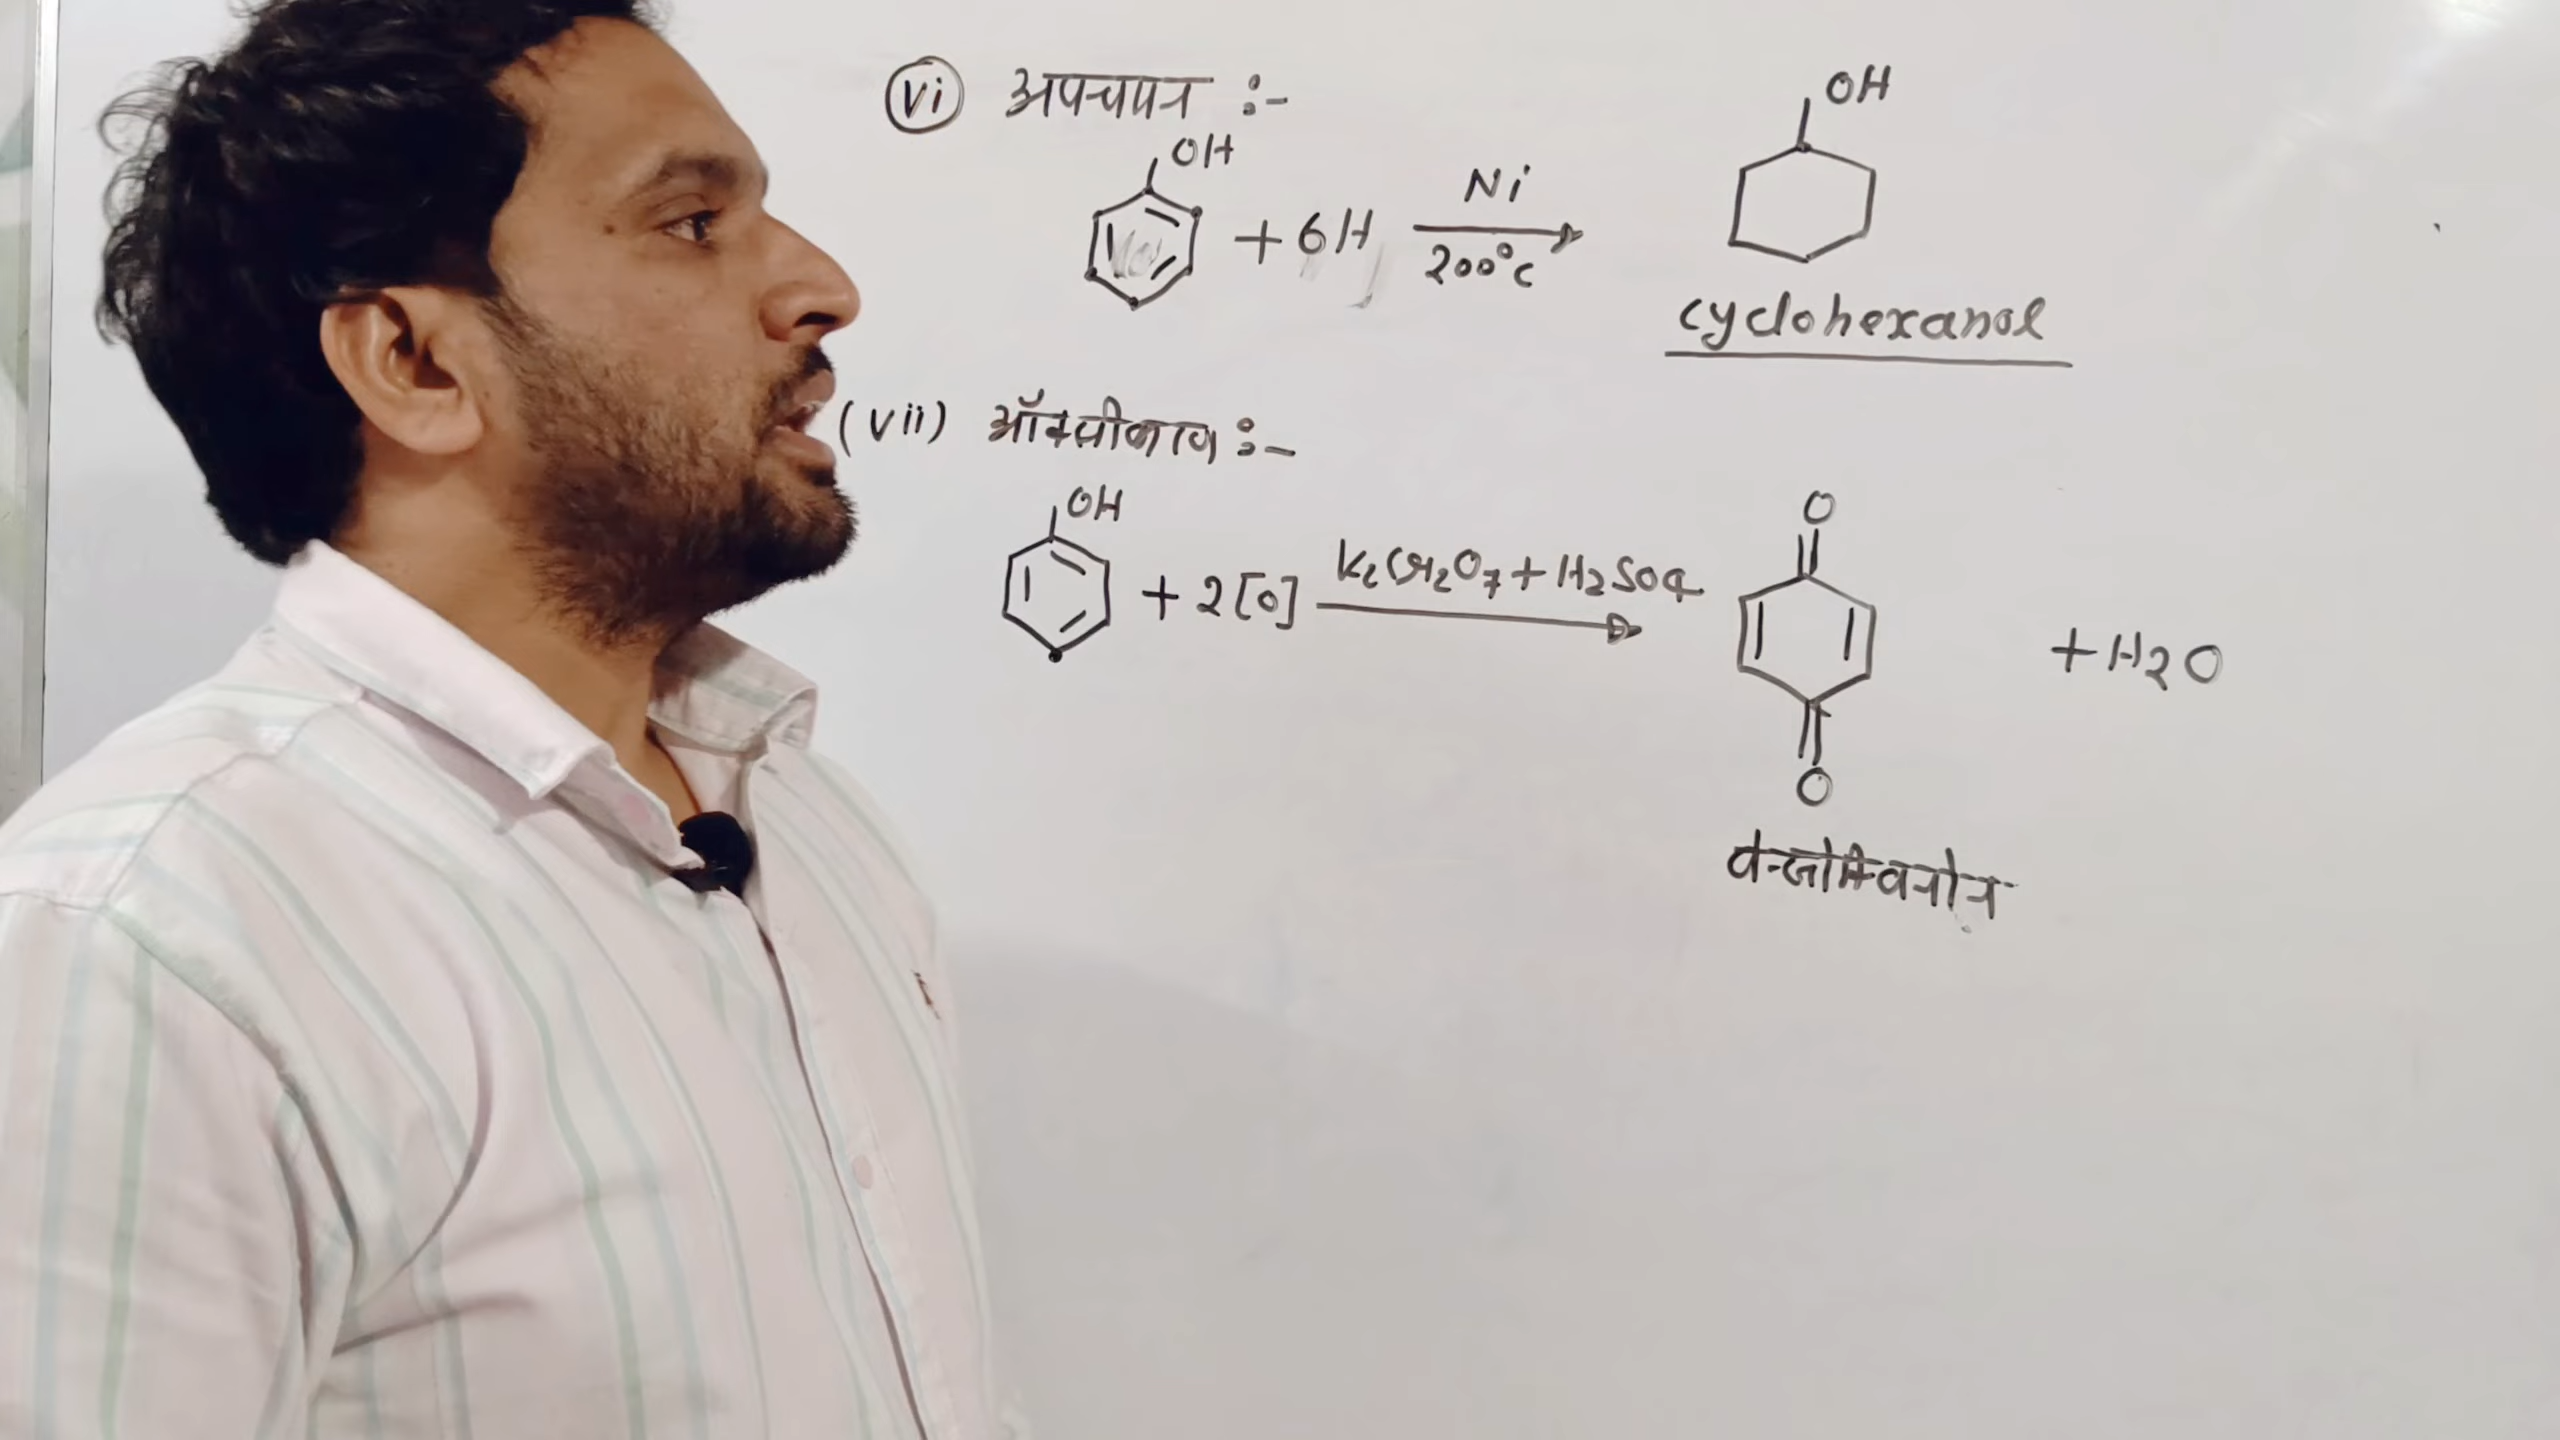 (vi) अपचयन :-
OH + 6H Ni 200°C OH
cyclohexanol
(vii) ऑक्सीकरण :-
OH + 2[O] K2Cr2O7 + H2SO4 O O + H2O